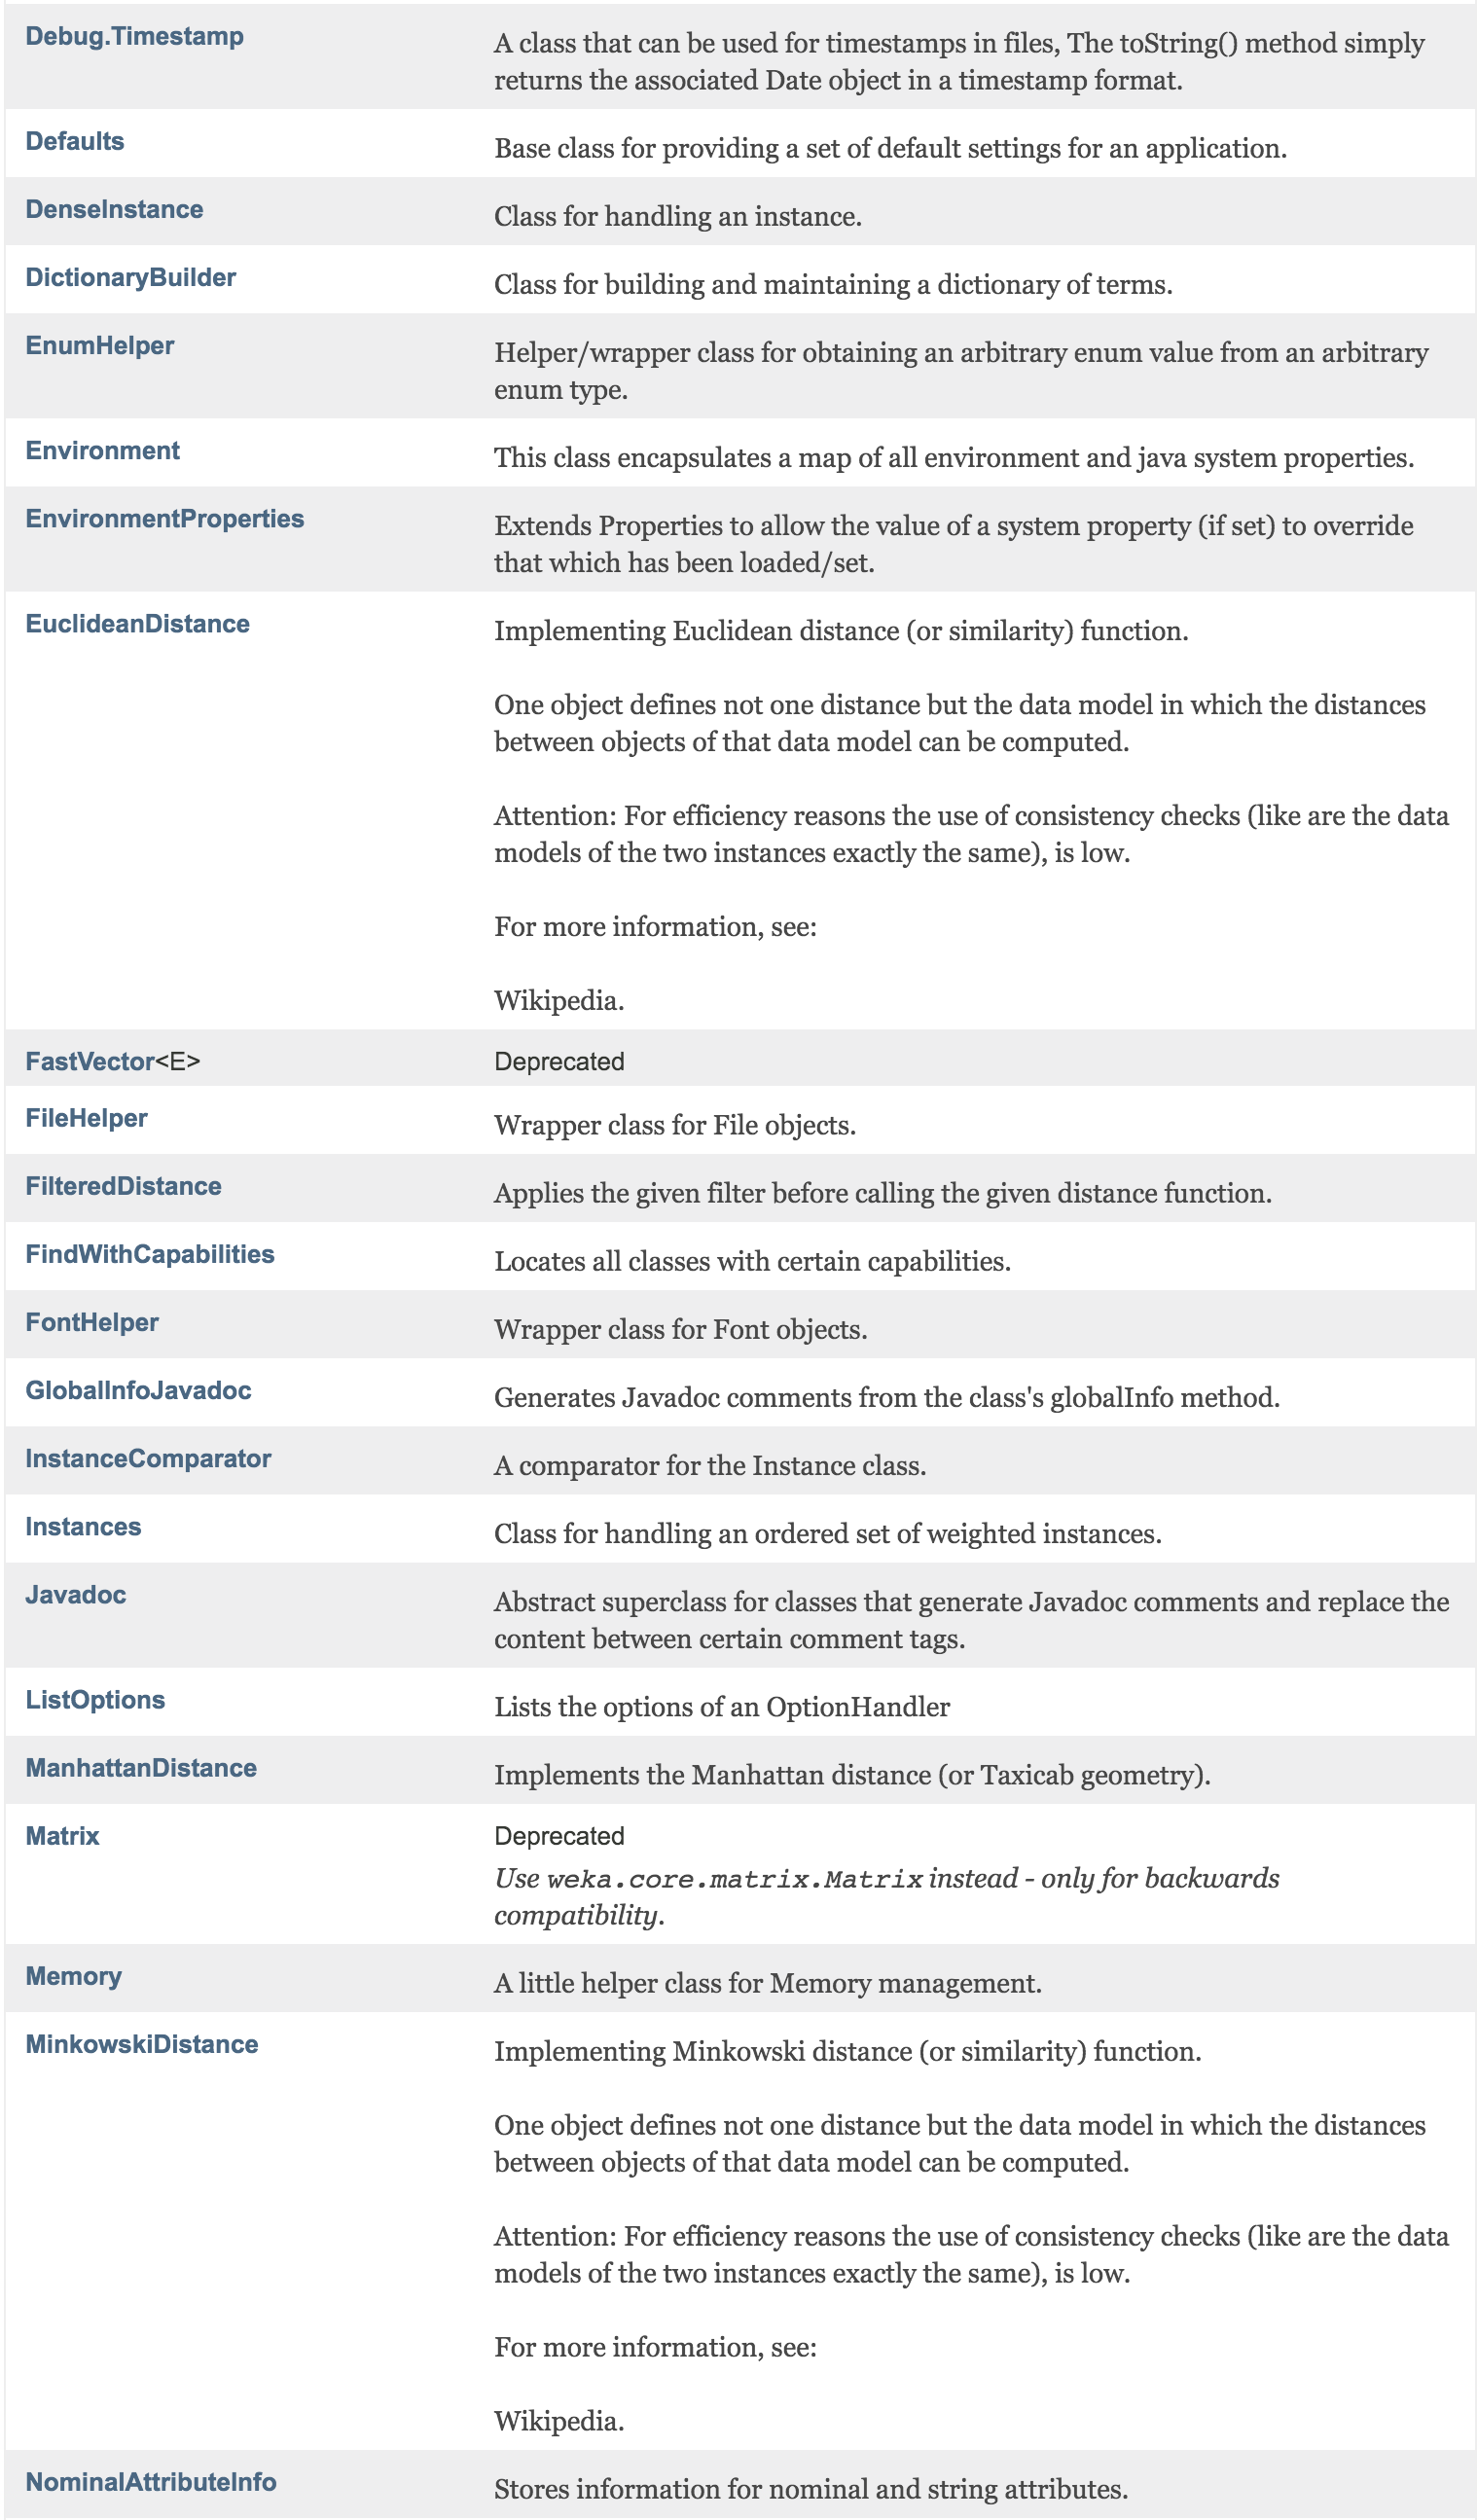 Debug.Timestamp
A class that can be used for timestamps in files, The toString() method simply
returns the associated Date object in a timestamp format.
Defaults
Base class for providing a set of default settings for an application.
DenseInstance
Class for handling an instance.
DictionaryBuilder
Class for building and maintaining a dictionary of terms.
EnumHelper
Helper/wrapper class for obtaining an arbitrary enum value from an arbitrary
enum type.
Environment
This class encapsulates a map of all environment and java system properties.
EnvironmentProperties
Extends Properties to allow the value of a system property (if set) to override
that which has been loaded/set.
EuclideanDistance
Implementing Euclidean distance (or similarity) function.
One object defines not one distance but the data model in which the distances
between objects of that data model can be computed.
Attention: For efficiency reasons the use of consistency checks (like are the data
models of the two instances exactly the same), is low.
For more information, see:
Wikipedia.
FastVector<E>
Deprecated
FileHelper
Wrapper class for File objects.
FilteredDistance
Applies the given filter before calling the given distance function.
FindWithCapabilities
Locates all classes with certain capabilities.
FontHelper
Wrapper class for Font objects.
GlobalInfoJavadoc
Generates Javadoc comments from the class's globalInfo method.
InstanceComparator
A comparator for the Instance class.
Instances
Class for handling an ordered set of weighted instances.
Javadoc
Abstract superclass for classes that generate Javadoc comments and replace the
content between certain comment tags.
ListOptions
Lists the options of an OptionHandler
ManhattanDistance
Implements the Manhattan distance (or Taxicab geometry).
Matrix
Deprecated
Use weka.core.matrix.Matrix instead - only for backwards
compatibility.
Memory
A little helper class for Memory management.
MinkowskiDistance
Implementing Minkowski distance (or similarity) function.
One object defines not one distance but the data model in which the distances
between objects of that data model can be computed.
Attention: For efficiency reasons the use of consistency checks (like are the data
models of the two instances exactly the same), is low.
For more information, see:
Wikipedia.
NominalAttributeInfo
Stores information for nominal and string attributes.